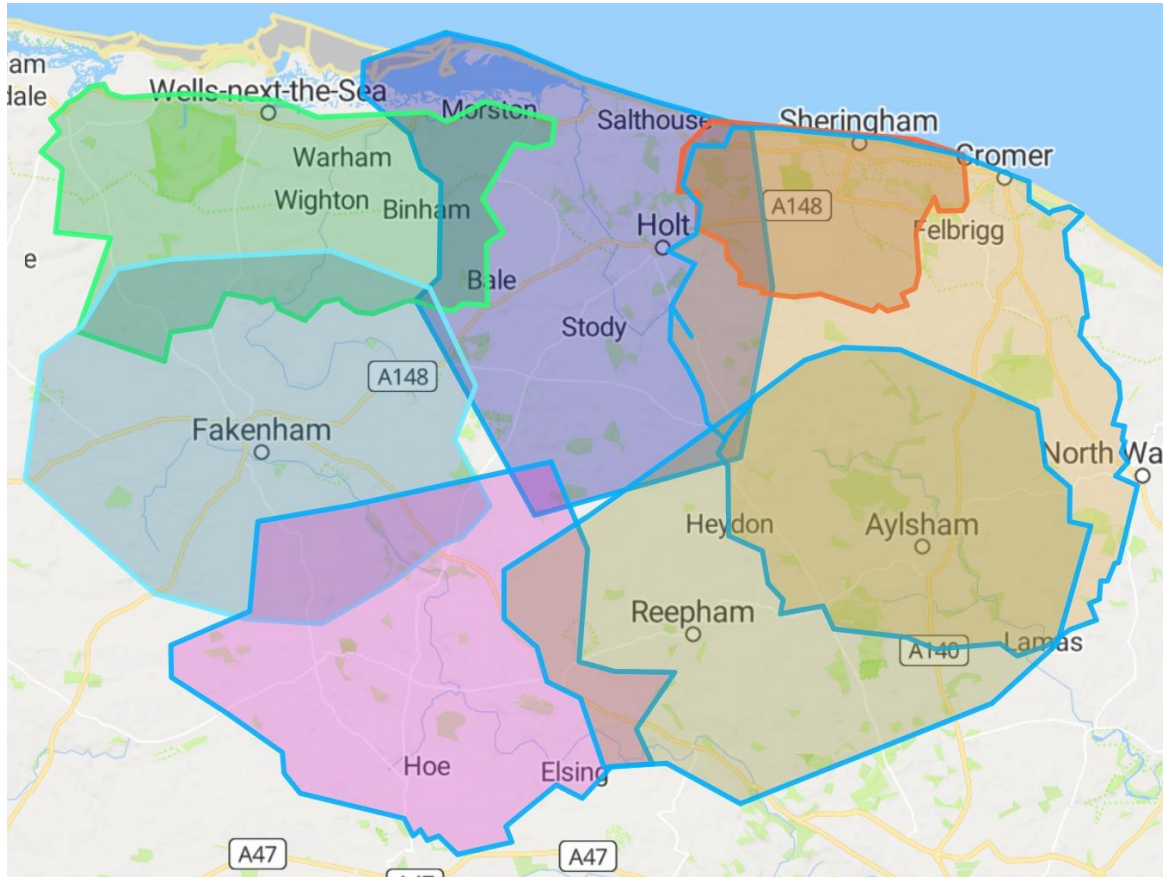 am
dale
Wells-next-the-Sea
Morston
Salthouse
Sheringham
Cromer
Warham
Wighton
Binham
A148
Holt
Felbrigg
e
Bale
Stody
A148
Fakenham
North Wa
Heydon
Aylsham
Reepham
A140
Lamas
Hoe
Elsing
A47
A47
A47